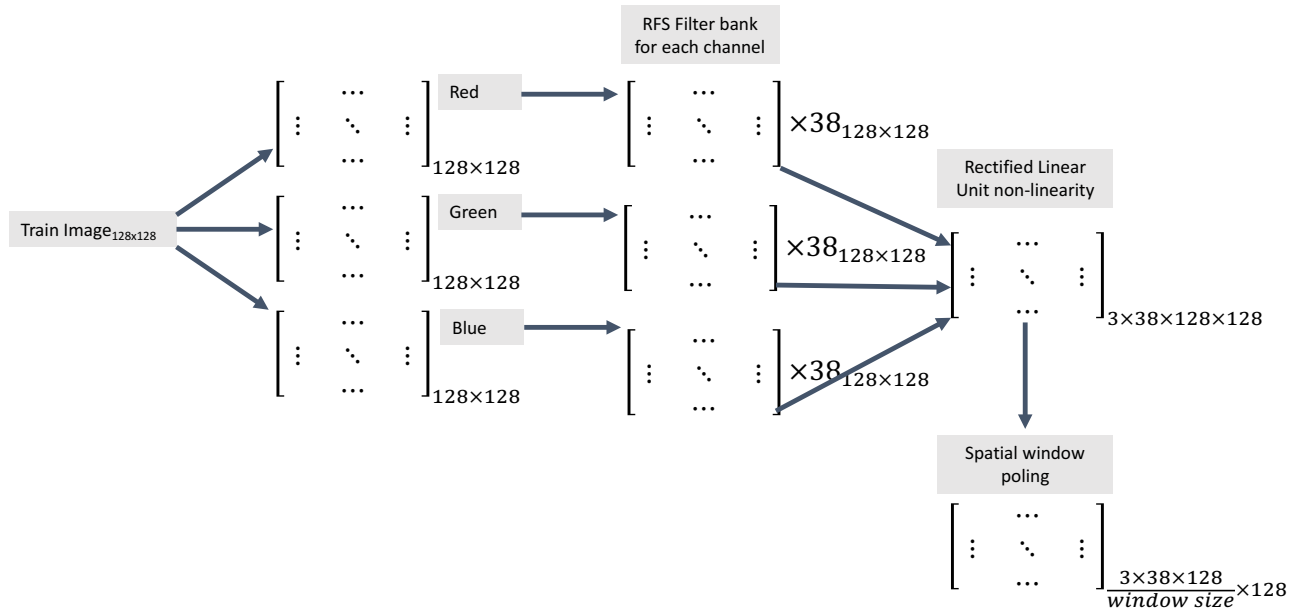 RFS Filter bank
for each channel
Red
[⋯ ⋮ ⋱ ⋮ ⋯]128×128
[⋯ ⋮ ⋱ ⋮ ⋯] ×38128×128
Train Image128x128
Green
[⋯ ⋮ ⋱ ⋮ ⋯]128×128
[⋯ ⋮ ⋱ ⋮ ⋯] ×38128×128
Blue
[⋯ ⋮ ⋱ ⋮ ⋯]128×128
[⋯ ⋮ ⋱ ⋮ ⋯] ×38128×128
Rectified Linear
Unit non-linearity
[⋯ ⋮ ⋱ ⋮ ⋯]3×38×128×128
Spatial window
poling
[⋯ ⋮ ⋱ ⋮ ⋯]3×38×128
window size
×128